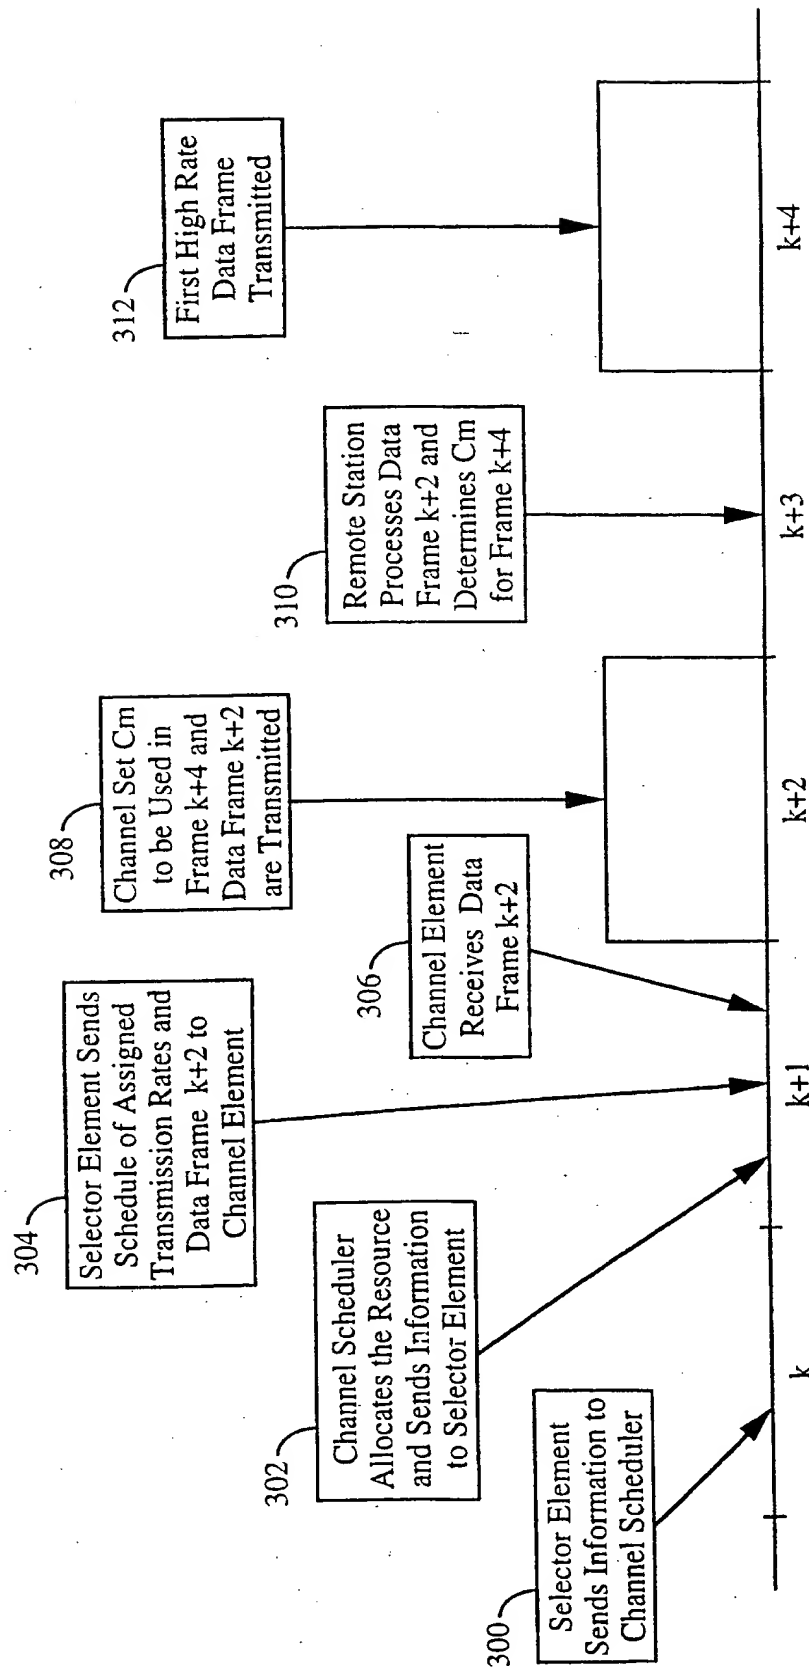 300
Selector Element
Sends Information to
Channel Scheduler
302
Channel Scheduler
Allocates the Resource
and Sends Information
to Selector Element
304
Selector Element Sends
Schedule of Assigned
Transmission Rates and
Data Frame k+2 to
Channel Element
306
Channel Element
Receives Data
Frame k+2
308
Channel Set Cm
to be Used in
Frame k+4 and
Data Frame k+2
are Transmitted
310
Remote Station
Processes Data
Frame k+2 and
Determines Cm
for Frame k+4
312
First High Rate
Data Frame
Transmitted
k
k+1
k+2
k+3
k+4